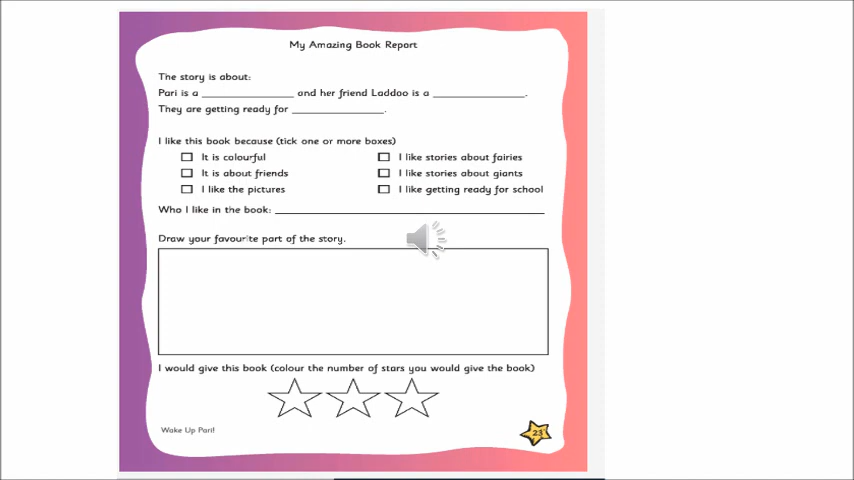 My Amazing Book Report
The story is about:
Pari is a ________________ and her friend Laddoo is a ________________.
They are getting ready for ________________.
I like this book because (tick one or more boxes)
It is colourful
I like stories about fairies
It is about friends
I like stories about giants
I like the pictures
I like getting ready for school
Who I like in the book: ________________________________________________
Draw your favourite part of the story.
I would give this book (colour the number of stars you would give the book)
Wake Up Pari!
23